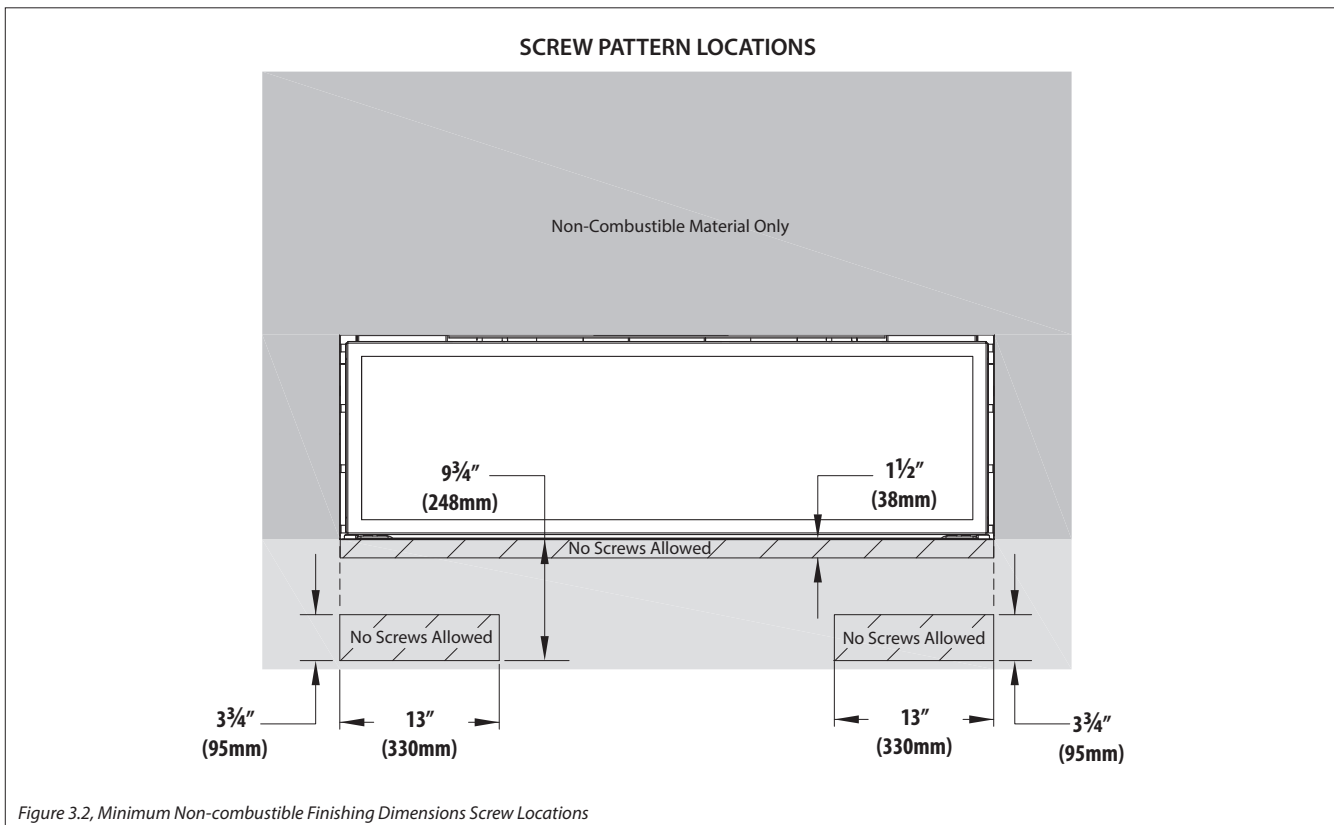 SCREW PATTERN LOCATIONS
Non-Combustible Material Only
9¾"
(248mm)
1½"
(38mm)
No Screws Allowed
No Screws Allowed
No Screws Allowed
3¾"
(95mm)
13"
(330mm)
13"
(330mm)
3¾"
(95mm)
Figure 3.2, Minimum Non-combustible Finishing Dimensions Screw Locations